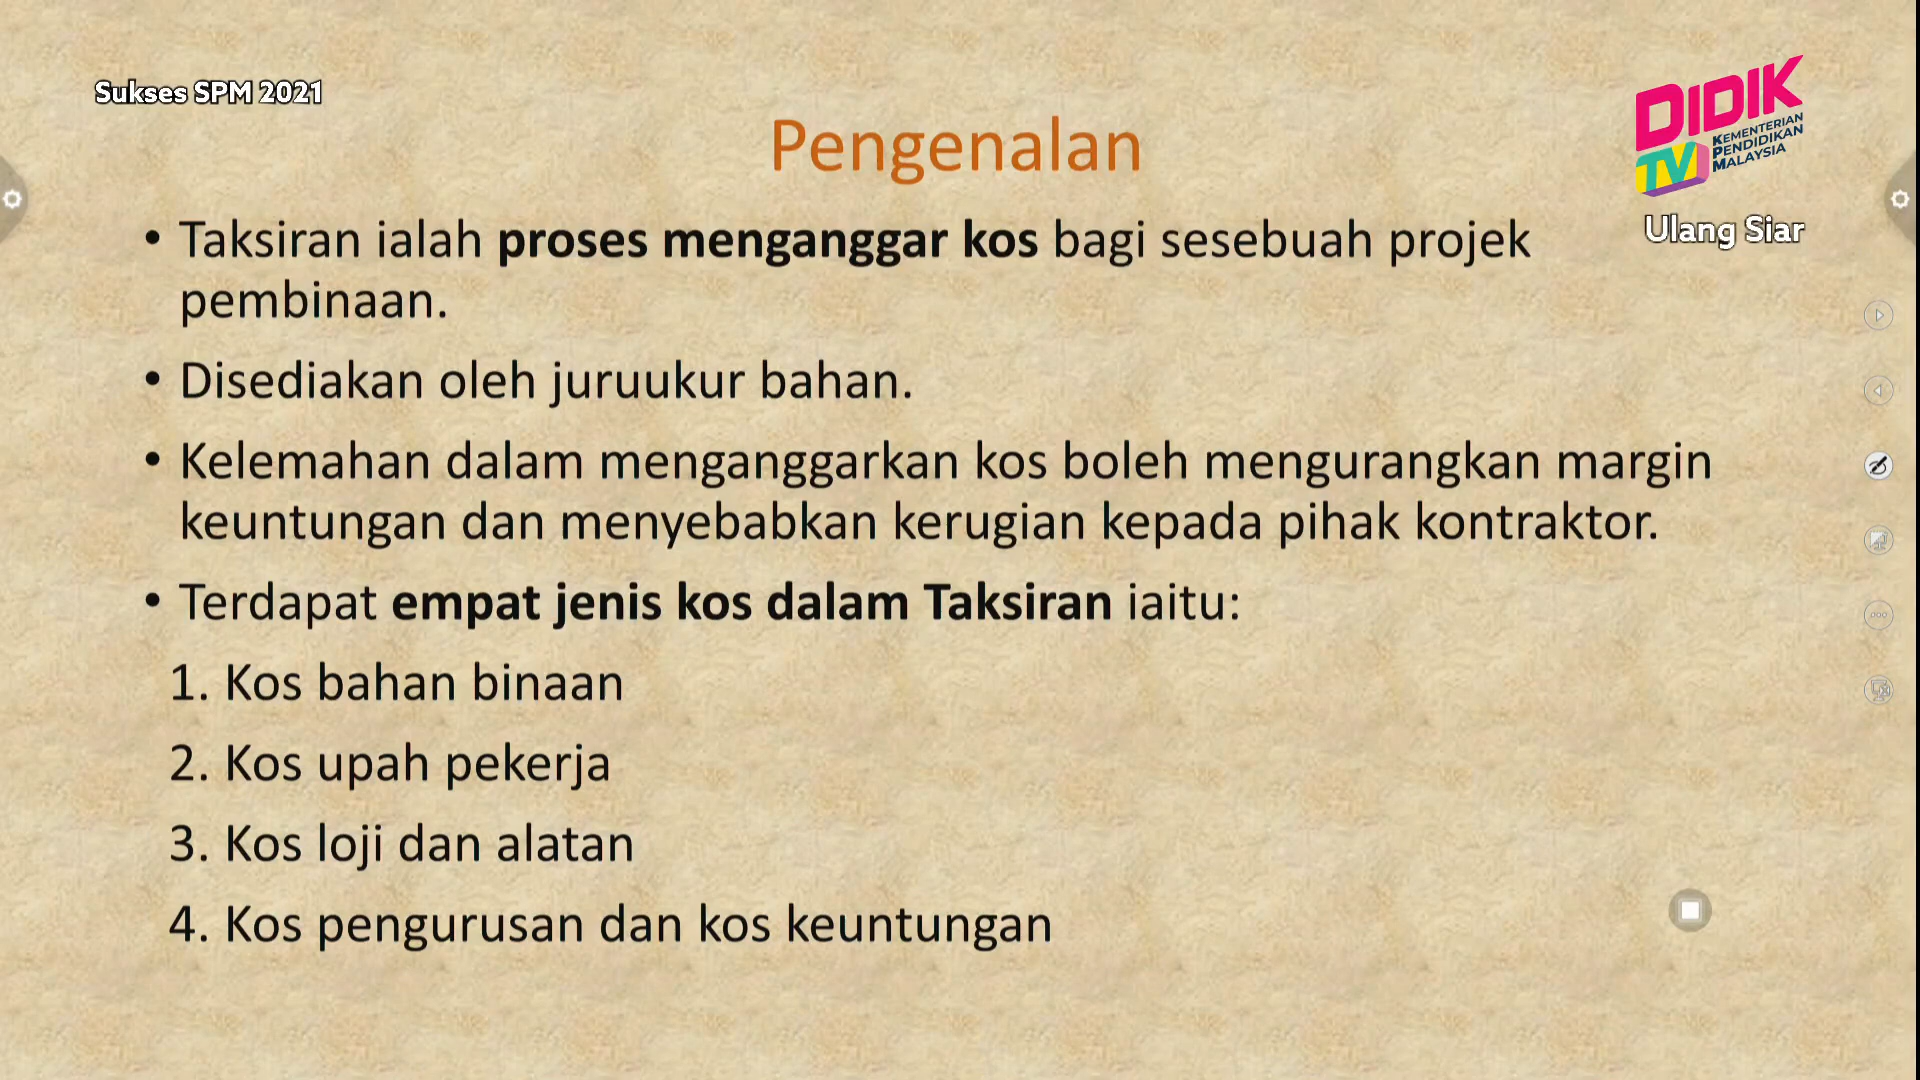 Sukses SPM 2021
DIDIK
TV
KEMENTERIAN
PENDIDIKAN
MALAYSIA
Ulang Siar
Pengenalan
• Taksiran ialah proses menganggar kos bagi sesebuah projek
pembinaan.
• Disediakan oleh juruukur bahan.
• Kelemahan dalam menganggarkan kos boleh mengurangkan margin
keuntungan dan menyebabkan kerugian kepada pihak kontraktor.
• Terdapat empat jenis kos dalam Taksiran iaitu:
1. Kos bahan binaan
2. Kos upah pekerja
3. Kos loji dan alatan
4. Kos pengurusan dan kos keuntungan